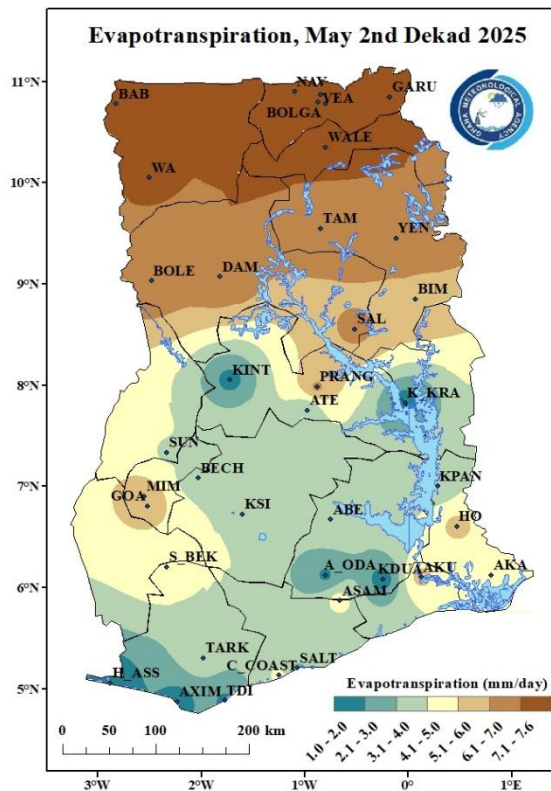 Evapotranspiration, May 2nd Dekad 2025
11°N
10°N
9°N
8°N
7°N
6°N
5°N
BAB
NAV
GARU
BOLGA
VEA
WALE
WA
TAM
YEN
BOLE
DAM
BIM
SAL
KINT
PRANG
K_KRA
ATE
SUN
BECH
KPAN
GOA
MIM
KSI
ABE
HO
S_BEK
A_ODA
KDUA
AKU
AKA
ASAM
TARK
C_COAST
SALT
H_ASS
AXIM
TDI
GHANA METEOROLOGICAL AGENCY
Evapotranspiration (mm/day)
1.0 - 2.0
2.1 - 3.0
3.1 - 4.0
4.1 - 5.0
5.1 - 6.0
6.1 - 7.0
7.1 - 7.6
0 50 100 200 km
3°W 2°W 1°W 0° 1°E